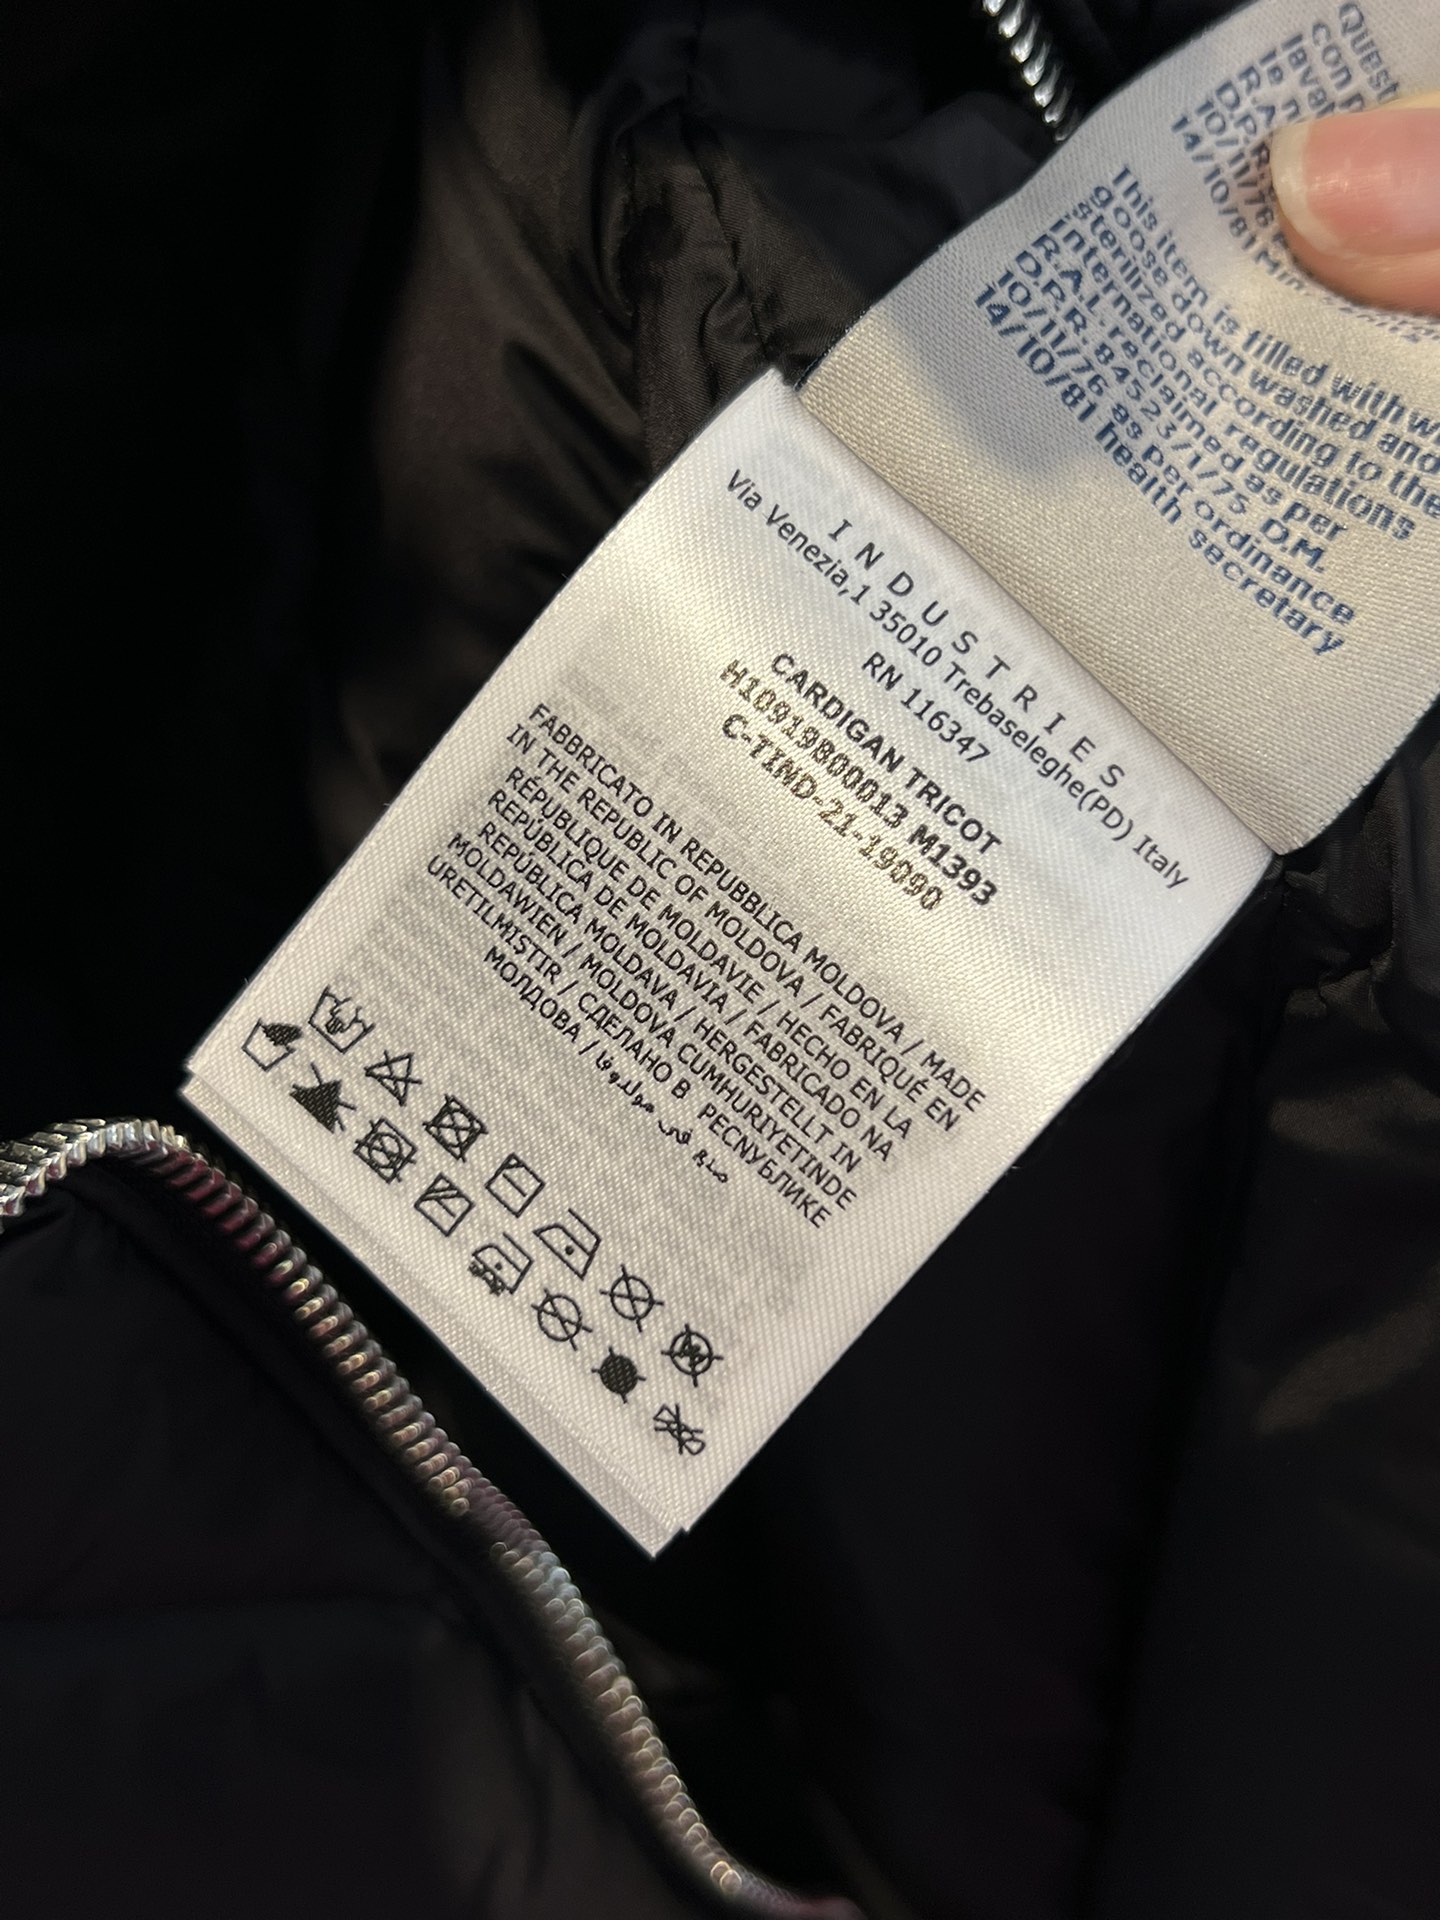 con
This item is filled with
goose down washed and
sterilized according to the
international regulations
R.A.L. reclaimed as per
D.P.R. 84523/1/75 D.M.
10/11/76 as per ordinance
14/10/81 health secretary
INDUSTRIES
Via Venezia,1 35010 Trebaseleghe(PD) Italy
RN 116347
CARDIGAN TRICOT
H10919B00013 M1393
C-TIND-21-19090
FABBRICATO IN REPUBBLICA MOLDOVA / MADE
IN THE REPUBLIC OF MOLDOVA / FABRIQUÉ EN
RÉPUBLIQUE DE MOLDAVIE / HECHO EN LA
REPÚBLICA DE MOLDAVIA / FABRICADO NA
REPÚBLICA MOLDAVA / HERGESTELLT IN
MOLDAWIEN / MOLDOVA CUMHURIYETINDE
URETILMIŞTIR / СДЕЛАНО В РЕСПУБЛИКЕ
МОЛДОВА / صنع في مولدوفا